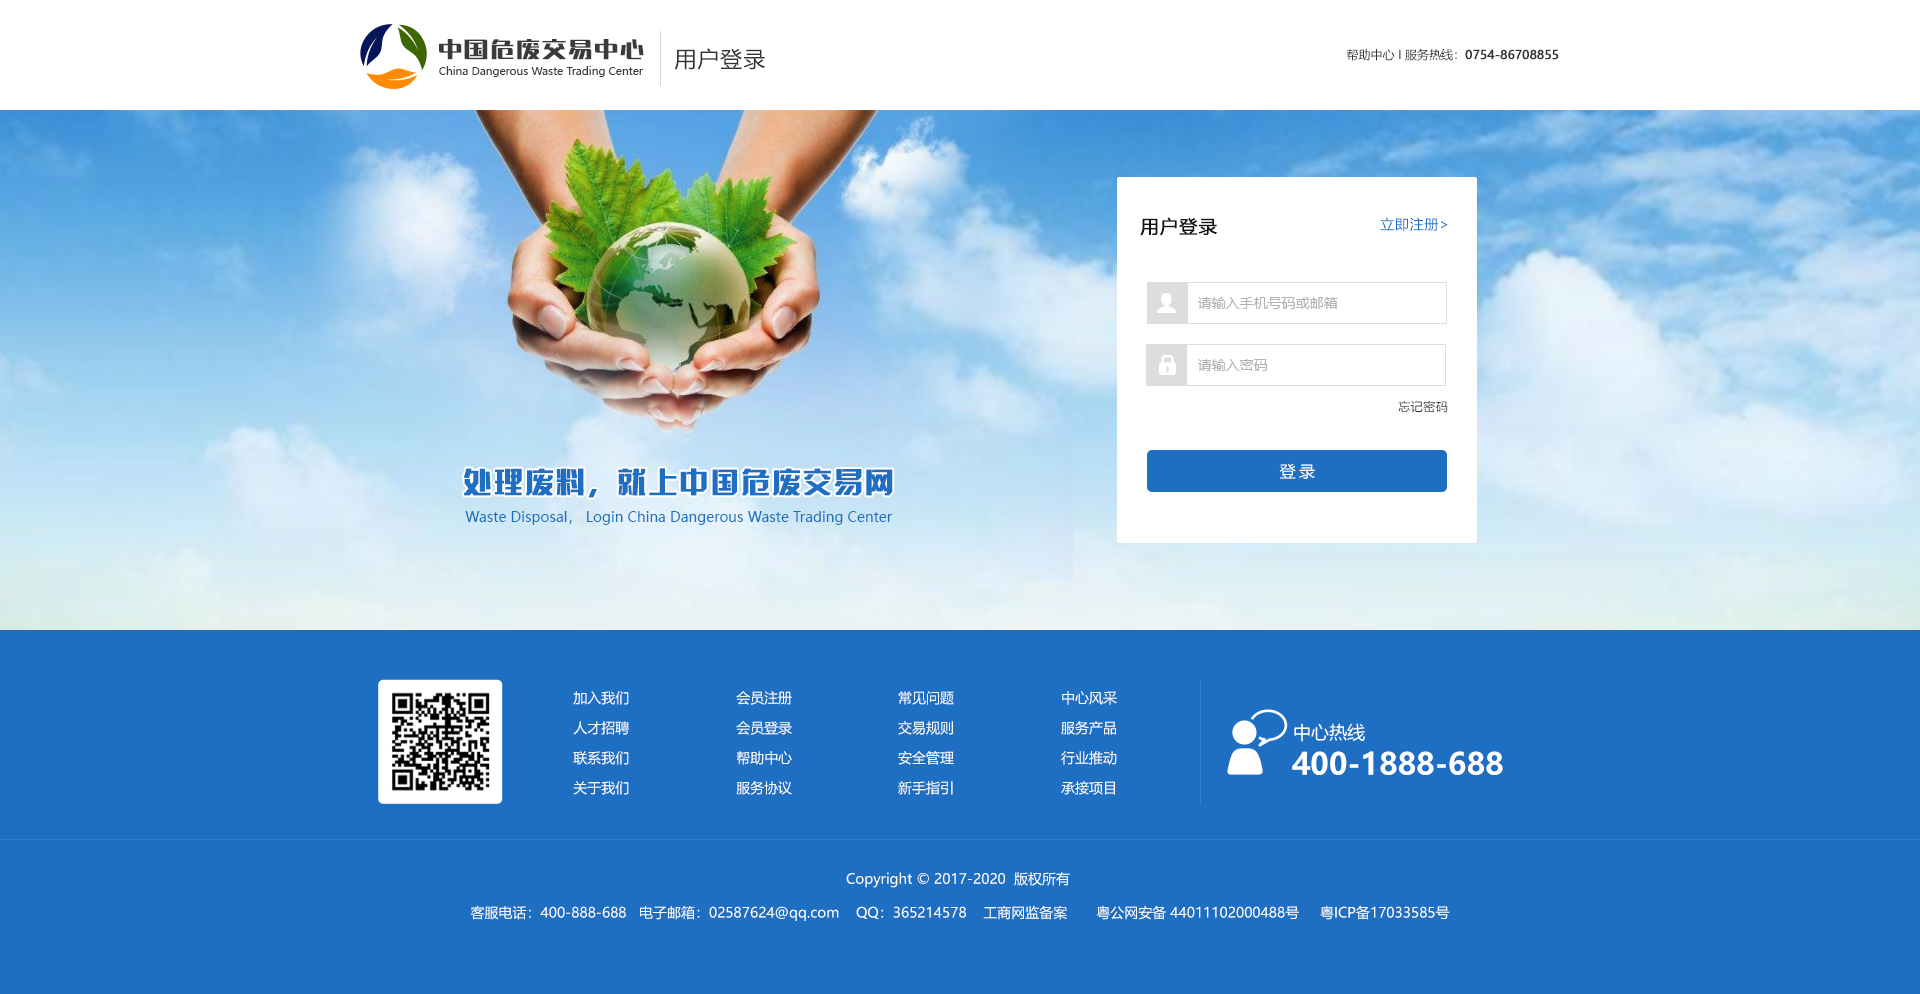 中国危废交易中心
China Dangerous Waste Trading Center
用户登录
帮助中心 | 服务热线：0754-86708855
用户登录
立即注册>
请输入手机号码或邮箱
请输入密码
忘记密码
登录
处理废料，就上中国危废交易网
Waste Disposal， Login China Dangerous Waste Trading Center
加入我们
人才招聘
联系我们
关于我们
会员注册
会员登录
帮助中心
服务协议
常见问题
交易规则
安全管理
新手指引
中心风采
服务产品
行业推动
承接项目
中心热线
400-1888-688
Copyright © 2017-2020 版权所有
客服电话：400-888-688 电子邮箱：02587624@qq.com QQ：365214578 工商网监备案 粤公网安备 44011102000488号 粤ICP备17033585号